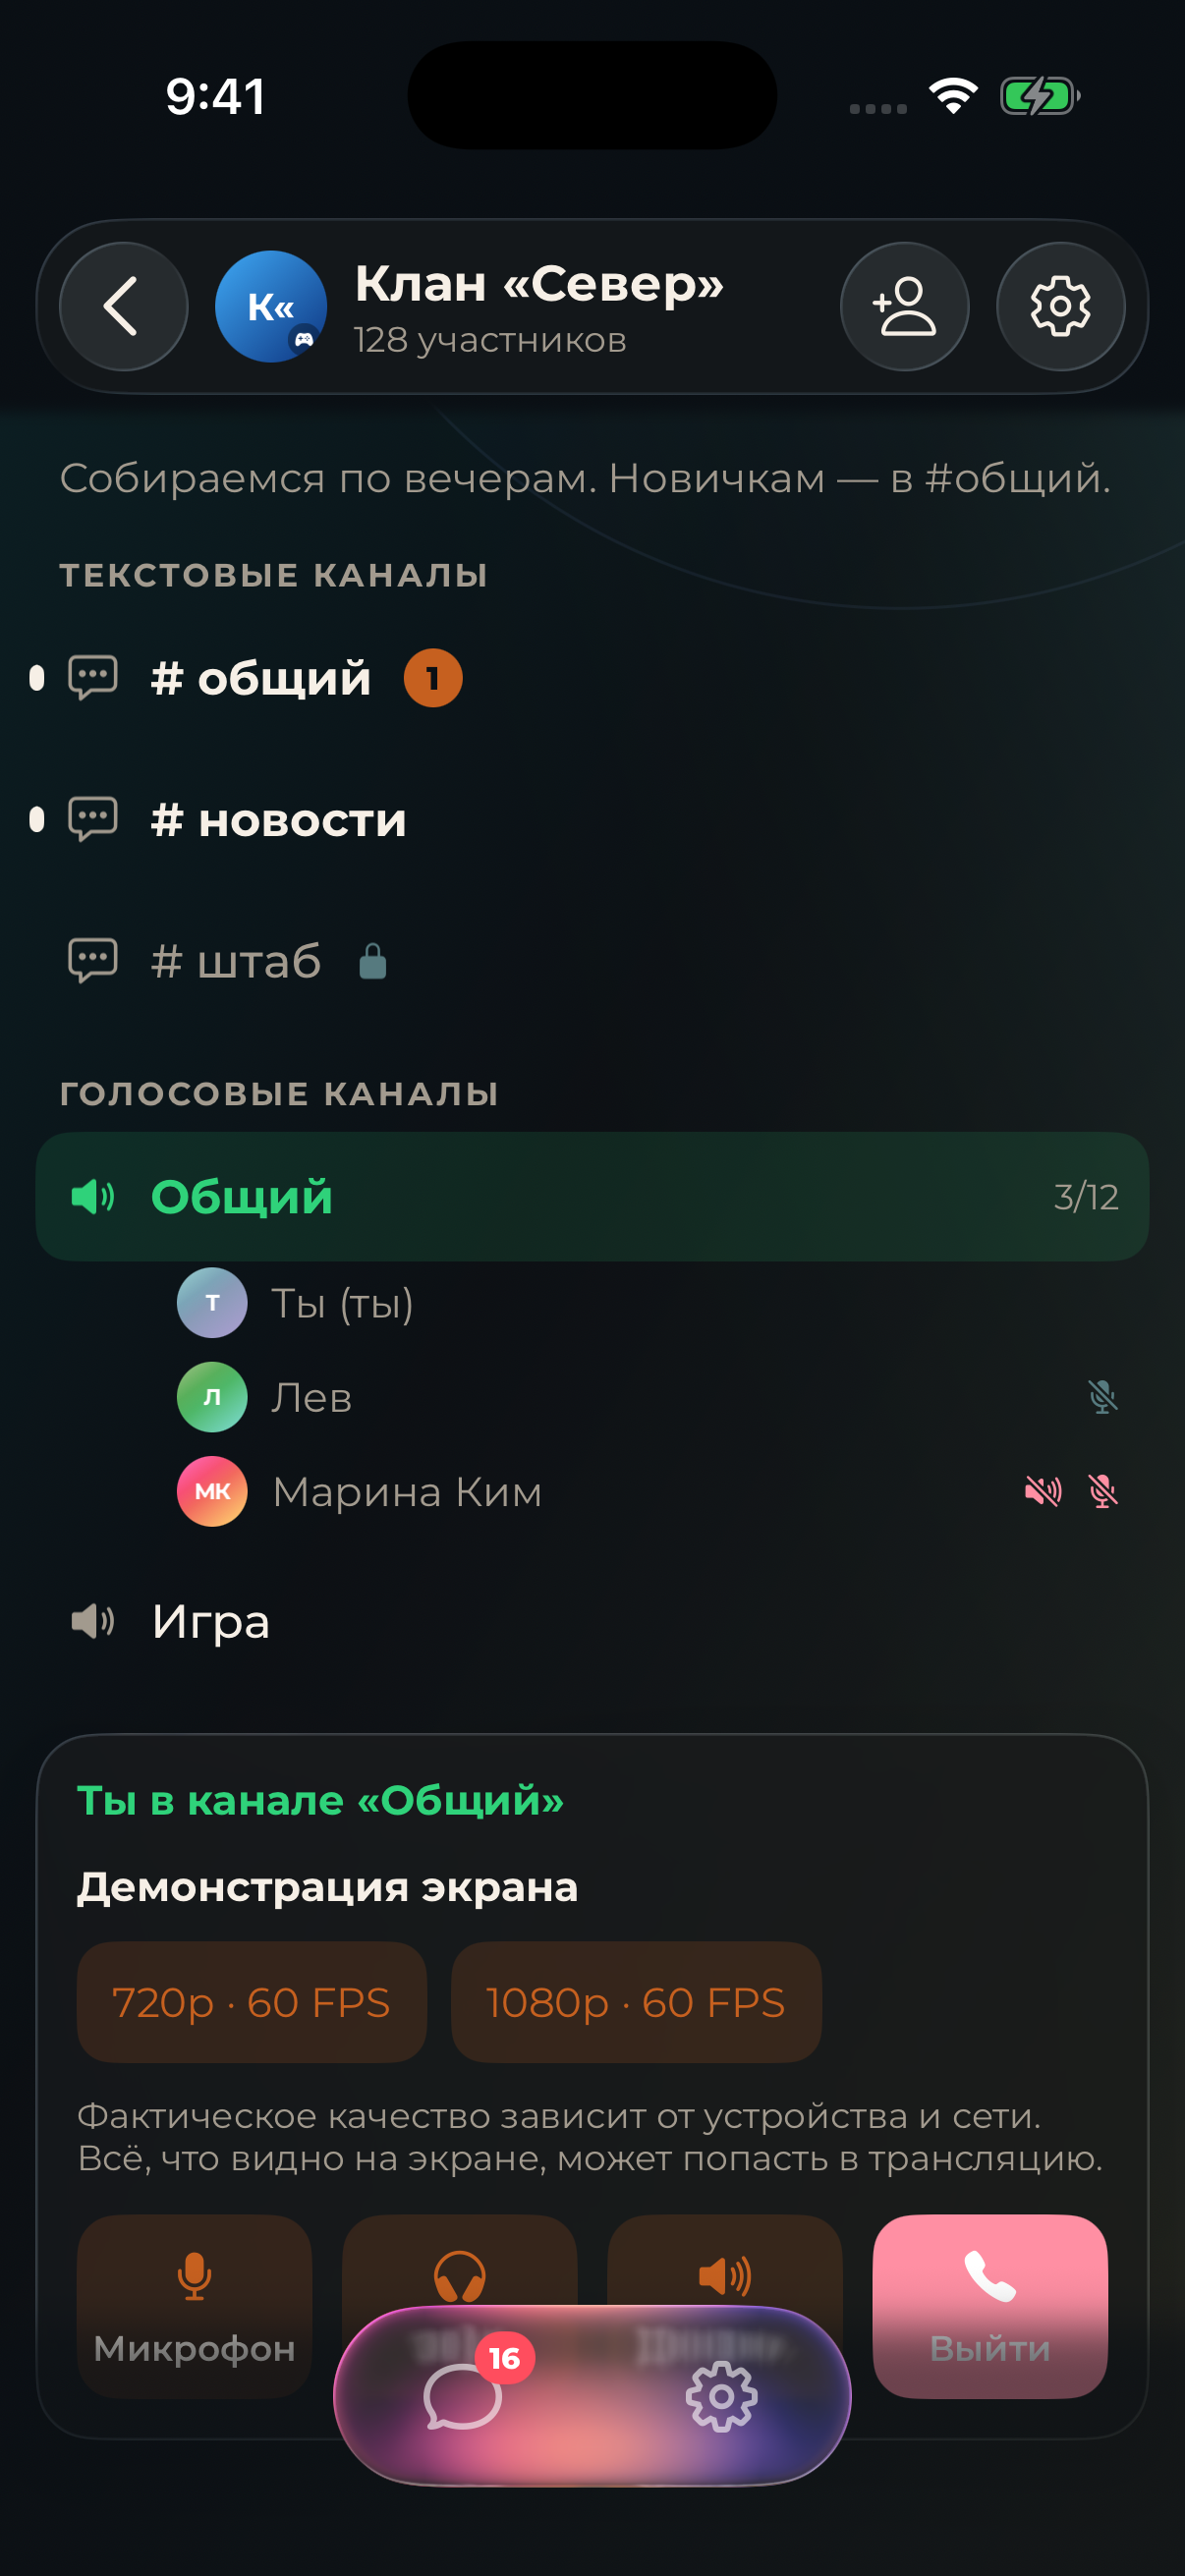 9:41
К«
Клан «Север»
128 участников
Собираемся по вечерам. Новичкам — в #общий.
ТЕКСТОВЫЕ КАНАЛЫ
# общий 1
# новости
# штаб
ГОЛОСОВЫЕ КАНАЛЫ
Общий 3/12
Т Ты (ты)
Л Лев
МК Марина Ким
Игра
Ты в канале «Общий»
Демонстрация экрана
720p · 60 FPS 1080p · 60 FPS
Фактическое качество зависит от устройства и сети.
Всё, что видно на экране, может попасть в трансляцию.
Микрофон Выйти
16